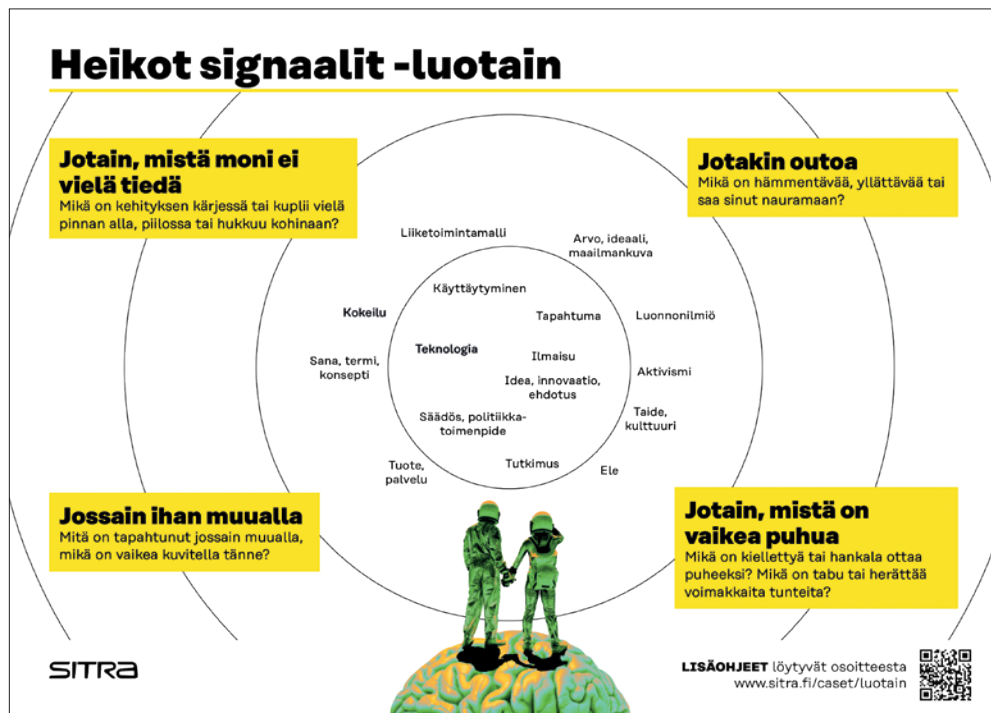 Heikot signaalit -luotain
Jotain, mistä moni ei
vielä tiedä
Mikä on kehityksen kärjessä tai kuplii vielä
pinnan alla, piilossa tai hukkuu kohinaan?
Jotakin outoa
Mikä on hämmentävää, yllättävää tai
saa sinut nauramaan?
Liiketoimintamalli
Arvo, ideaali,
maailmankuva
Käyttäytyminen
Kokeilu
Tapahtuma
Luonnonilmiö
Teknologia
Ilmaisu
Sana, termi,
konsepti
Aktivismi
Idea, innovaatio,
ehdotus
Säädös, politiikka-
toimenpide
Taide,
kulttuuri
Tuote,
palvelu
Tutkimus
Ele
Jossain ihan muualla
Mitä on tapahtunut jossain muualla,
mikä on vaikea kuvitella tänne?
Jotain, mistä on
vaikea puhua
Mikä on kiellettyä tai hankala ottaa
puheeksi? Mikä on tabu tai herättää
voimakkaita tunteita?
SITRA
LISÄOHJEET löytyvät osoitteesta
www.sitra.fi/caset/luotain